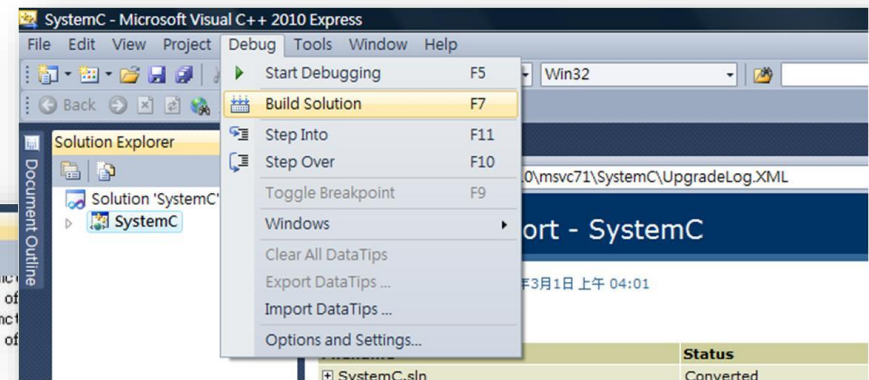 SystemC - Microsoft Visual C++ 2010 Express
File Edit View Project Debug Tools Window Help
Start Debugging F5
Win32
Back
Build Solution F7
Solution Explorer
Step Into F11
Step Over F10
Document Outline
Toggle Breakpoint F9
0\msvc71\SystemC\UpgradeLog.XML
Solution 'SystemC'
SystemC
Windows
ort - SystemC
Clear All DataTips
Export DataTips ...
年3月1日 上午 04:01
Import DataTips ...
of
of
Options and Settings...
Status
SystemC.sln
Converted